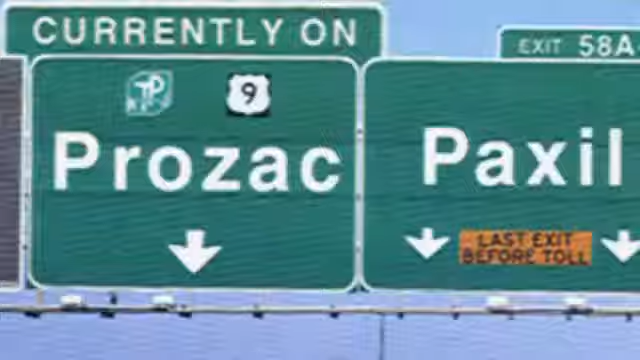 CURRENTLY ON
EXIT 58A
TP
9
Prozac
Paxil
LAST EXIT
BEFORE TOLL